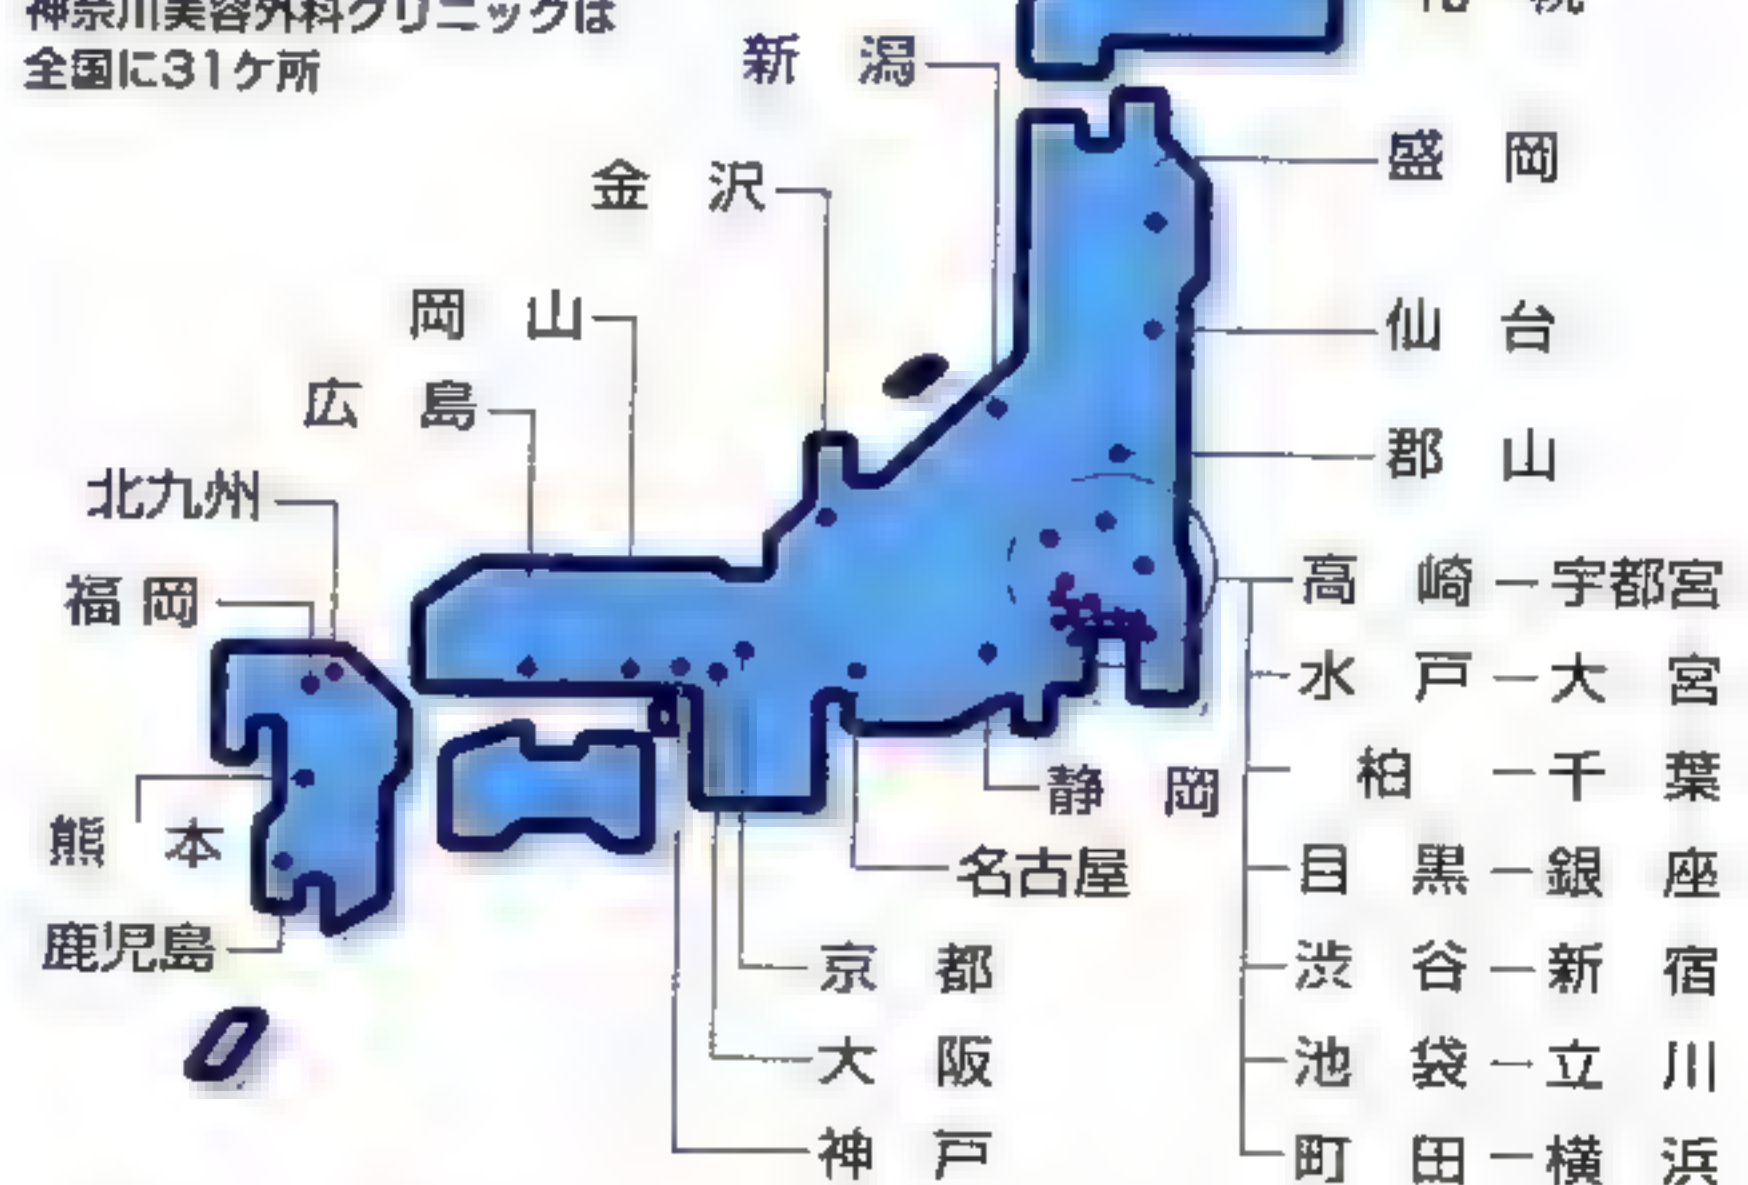 神奈川美容外科クリニックは
全国に31ケ所
札 幌
新 潟
盛 岡
金 沢
仙 台
岡 山
広 島
郡 山
北九州
福岡
高 崎 — 宇都宮
水 戸 — 大 宮
柏 — 千 葉
静 岡
熊 本
名古屋
目 黒 — 銀 座
鹿児島
京 都
渋 谷 — 新 宿
大 阪
池 袋 — 立 川
神 戸
町 田 — 横 浜